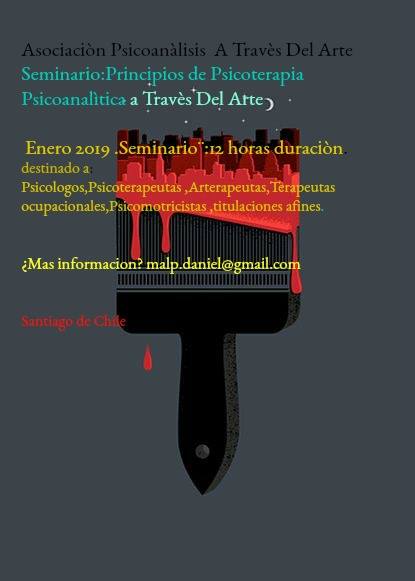 Asociaciòn Psicoanàlisis A Travès Del Arte
Seminario:Principios de Psicoterapia
Psicoanalìtica a Travès Del Arte
Enero 2019 .Seminario¨:12 horas duraciòn.
destinado a:
Psicologos,Psicoterapeutas ,Arterapeutas,Terapeutas
ocupacionales,Psicomotricistas ,titulaciones afines.
¿Mas informacion? malp.daniel@gmail.com
Santiago de Chile